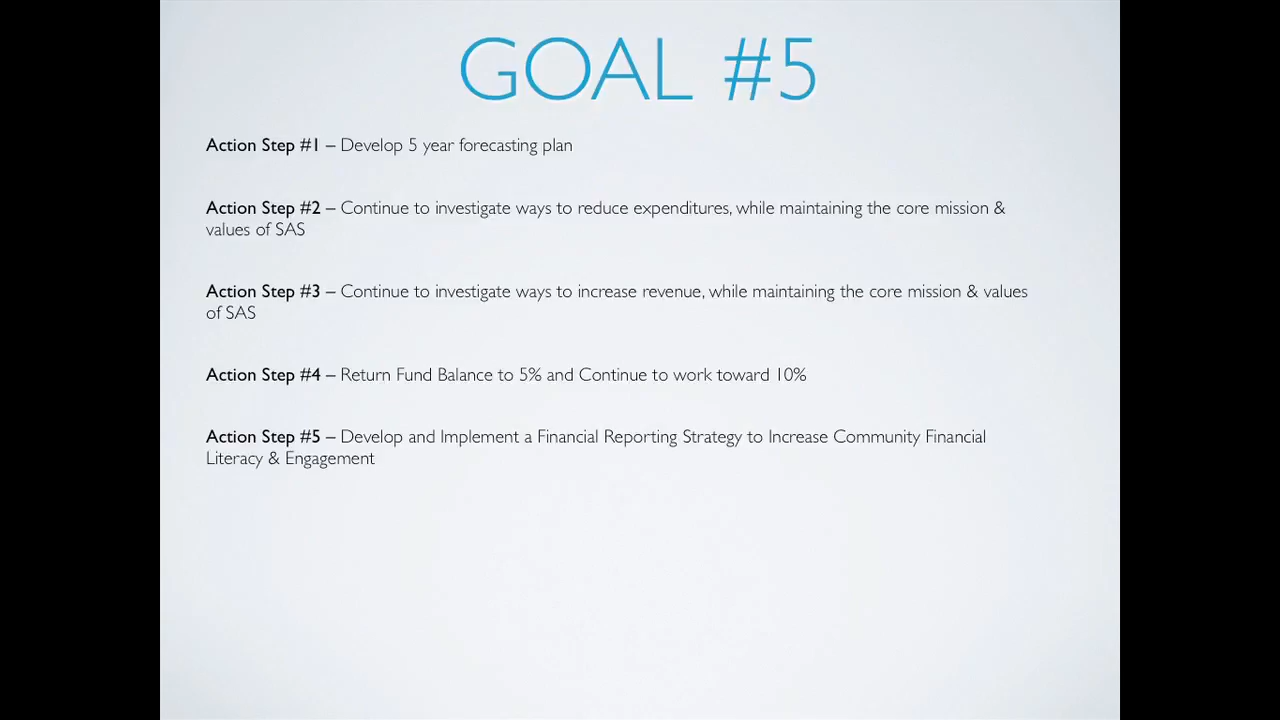 GOAL #5
Action Step #1 – Develop 5 year forecasting plan
Action Step #2 – Continue to investigate ways to reduce expenditures, while maintaining the core mission &
values of SAS
Action Step #3 – Continue to investigate ways to increase revenue, while maintaining the core mission & values
of SAS
Action Step #4 – Return Fund Balance to 5% and Continue to work toward 10%
Action Step #5 – Develop and Implement a Financial Reporting Strategy to Increase Community Financial
Literacy & Engagement